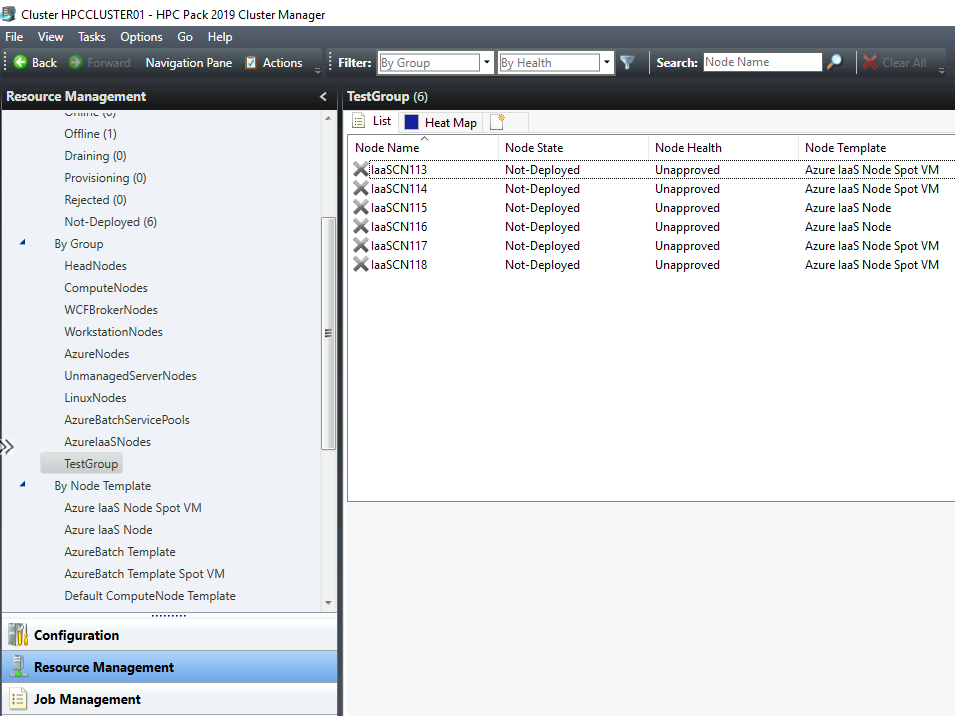 Cluster HPCCLUSTER01 - HPC Pack 2019 Cluster Manager
File View Tasks Options Go Help
Back Forward Navigation Pane Actions Filter: By Group By Health Search: Node Name Clear All
Resource Management
Online (0)
Offline (1)
Draining (0)
Provisioning (0)
Rejected (0)
Not-Deployed (6)
By Group
HeadNodes
ComputeNodes
WCFBrokerNodes
WorkstationNodes
AzureNodes
UnmanagedServerNodes
LinuxNodes
AzureBatchServicePools
AzureIaaSNodes
TestGroup
By Node Template
Azure IaaS Node Spot VM
Azure IaaS Node
AzureBatch Template
AzureBatch Template Spot VM
Default ComputeNode Template
Configuration
Resource Management
Job Management
TestGroup (6)
List Heat Map
Node Name Node State Node Health Node Template
IaaSCN113 Not-Deployed Unapproved Azure IaaS Node Spot VM
IaaSCN114 Not-Deployed Unapproved Azure IaaS Node Spot VM
IaaSCN115 Not-Deployed Unapproved Azure IaaS Node
IaaSCN116 Not-Deployed Unapproved Azure IaaS Node
IaaSCN117 Not-Deployed Unapproved Azure IaaS Node Spot VM
IaaSCN118 Not-Deployed Unapproved Azure IaaS Node Spot VM